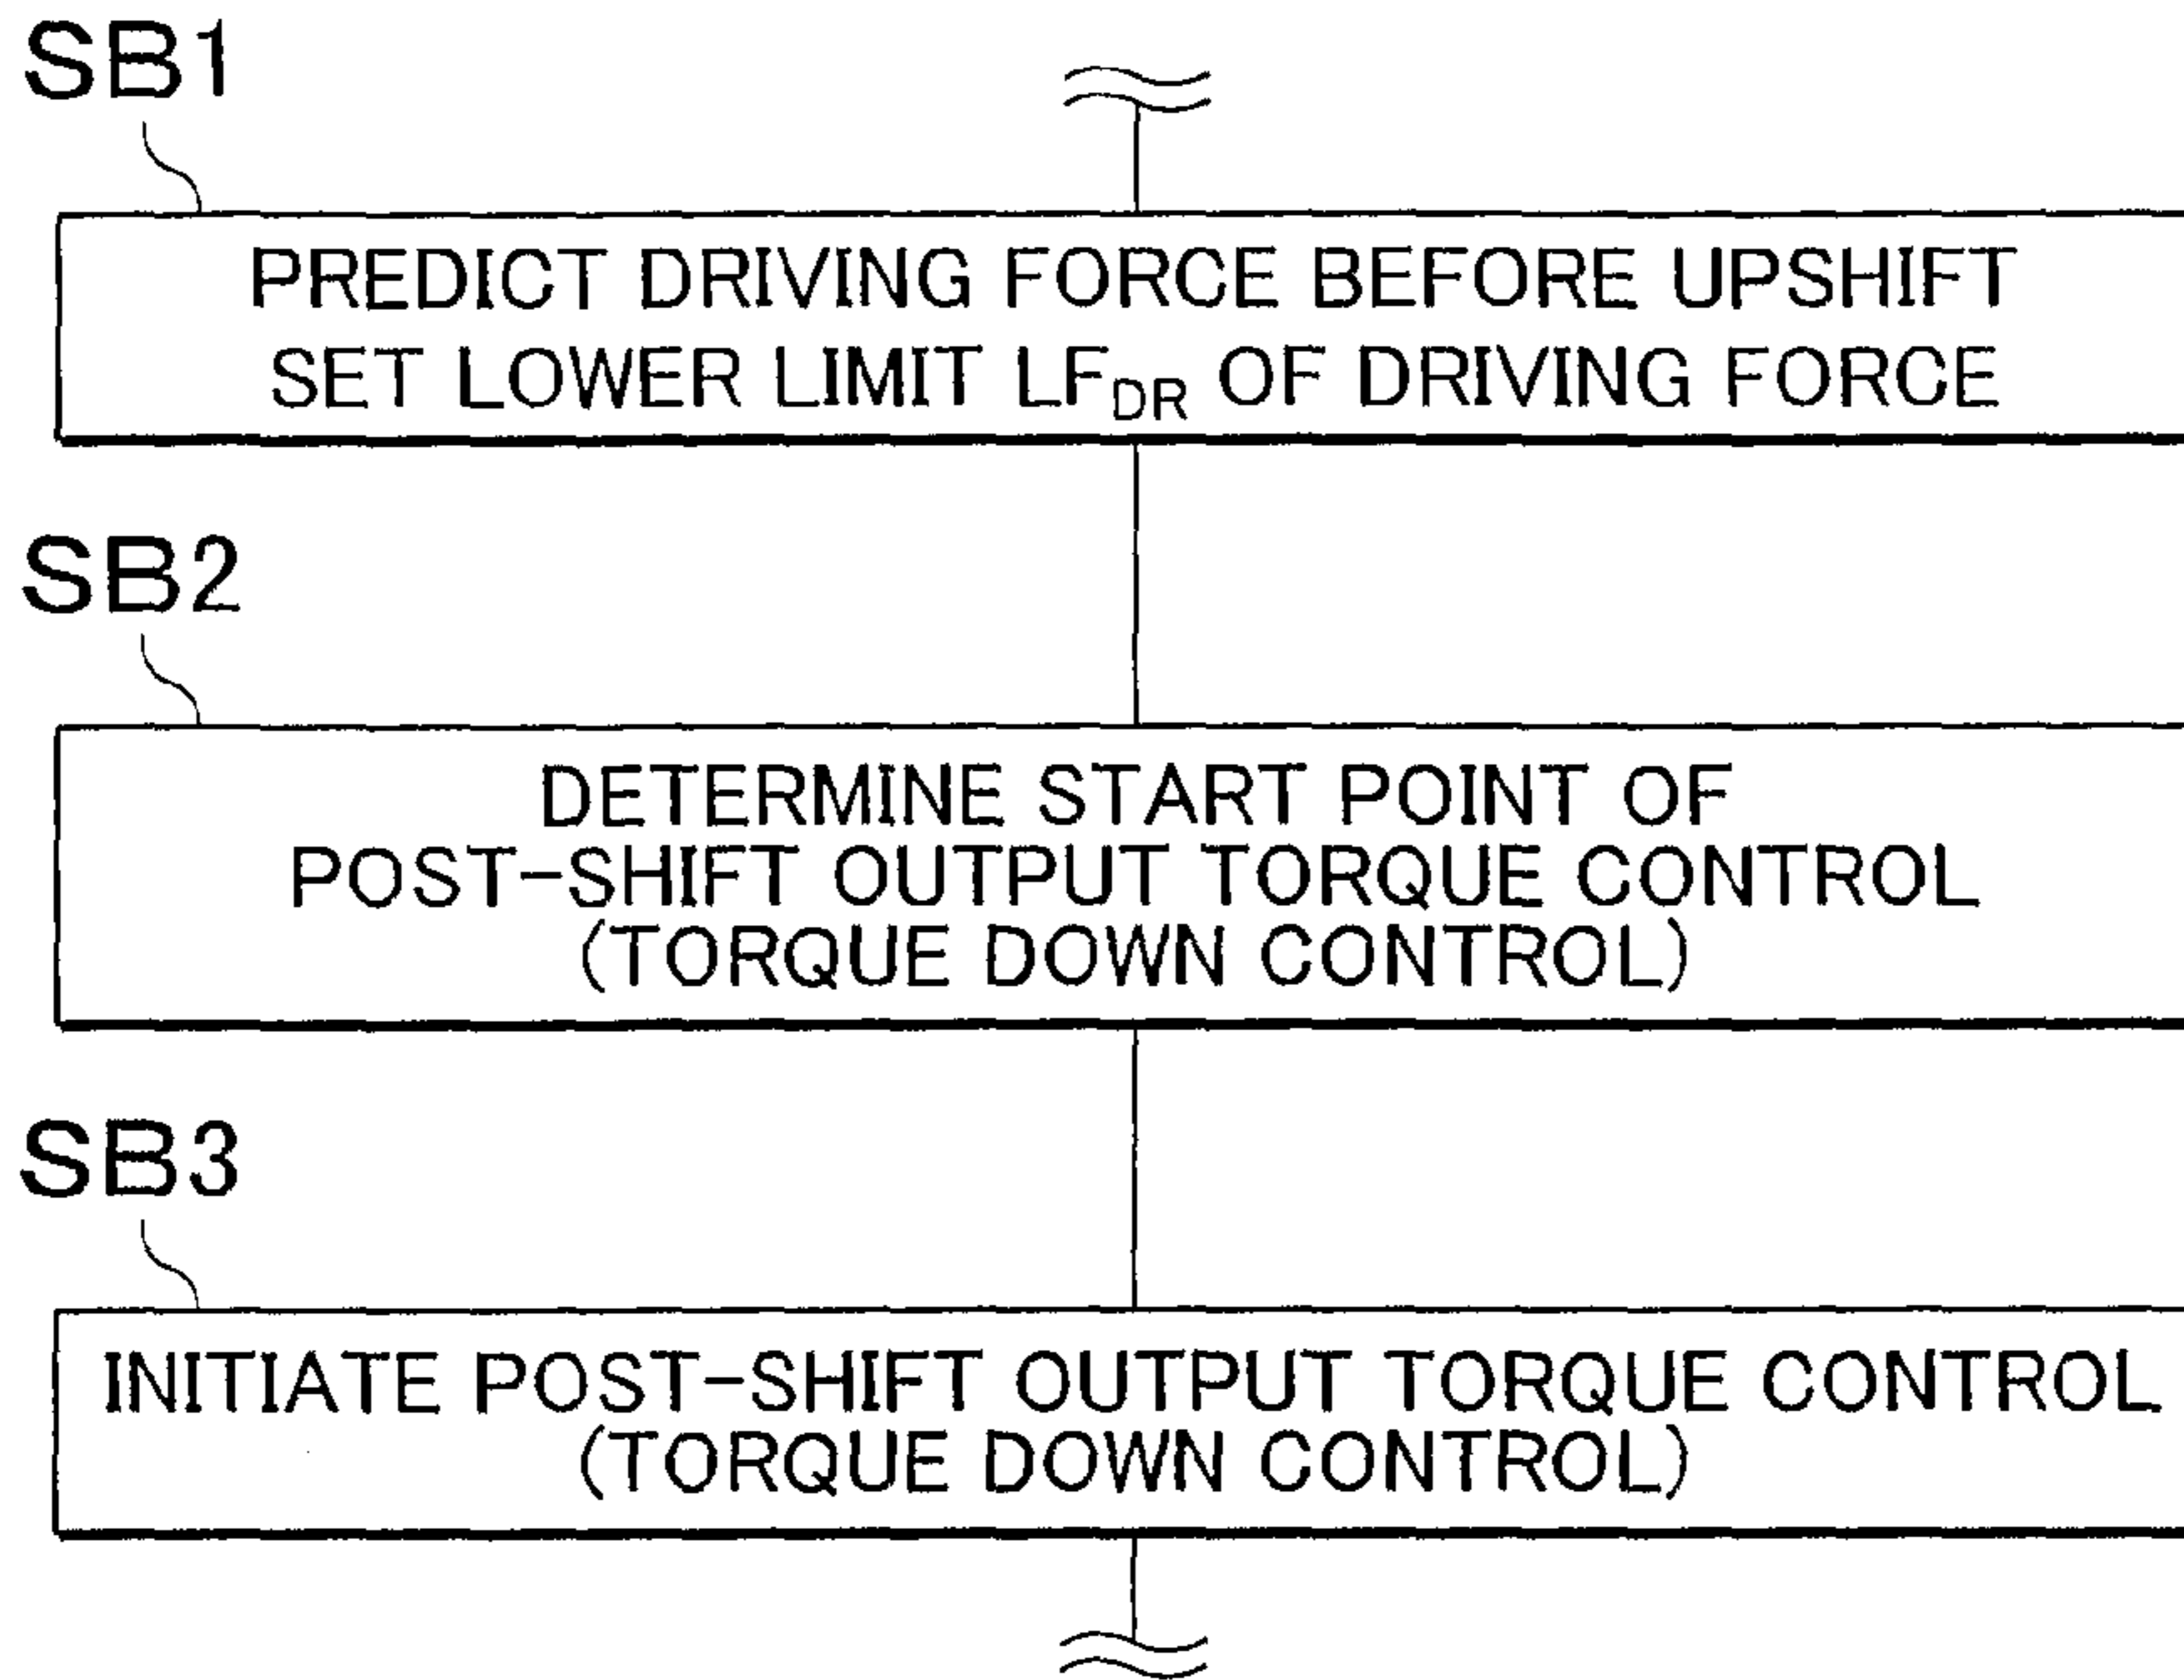 SB1
PREDICT DRIVING FORCE BEFORE UPSHIFT
SET LOWER LIMIT LF_DR OF DRIVING FORCE
SB2
DETERMINE START POINT OF
POST-SHIFT OUTPUT TORQUE CONTROL
(TORQUE DOWN CONTROL)
SB3
INITIATE POST-SHIFT OUTPUT TORQUE CONTROL
(TORQUE DOWN CONTROL)